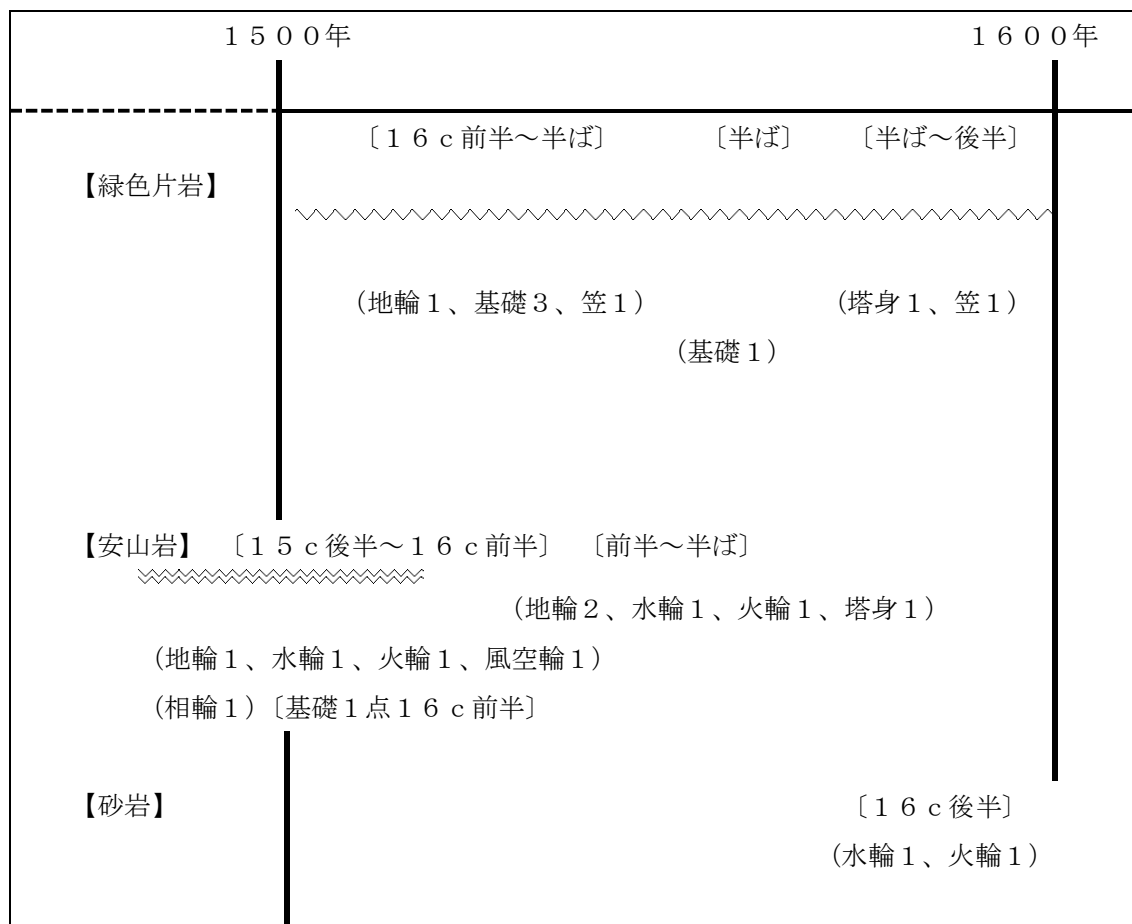 １５００年 １６００年
〔１６ｃ前半～半ば〕 〔半ば〕 〔半ば～後半〕
【緑色片岩】
（地輪１、基礎３、笠１） （塔身１、笠１）
（基礎１）
【安山岩】 〔１５ｃ後半～１６ｃ前半〕 〔前半～半ば〕
（地輪２、水輪１、火輪１、塔身１）
（地輪１、水輪１、火輪１、風空輪１）
（相輪１）〔基礎１点１６ｃ前半〕
【砂岩】 〔１６ｃ後半〕
（水輪１、火輪１）